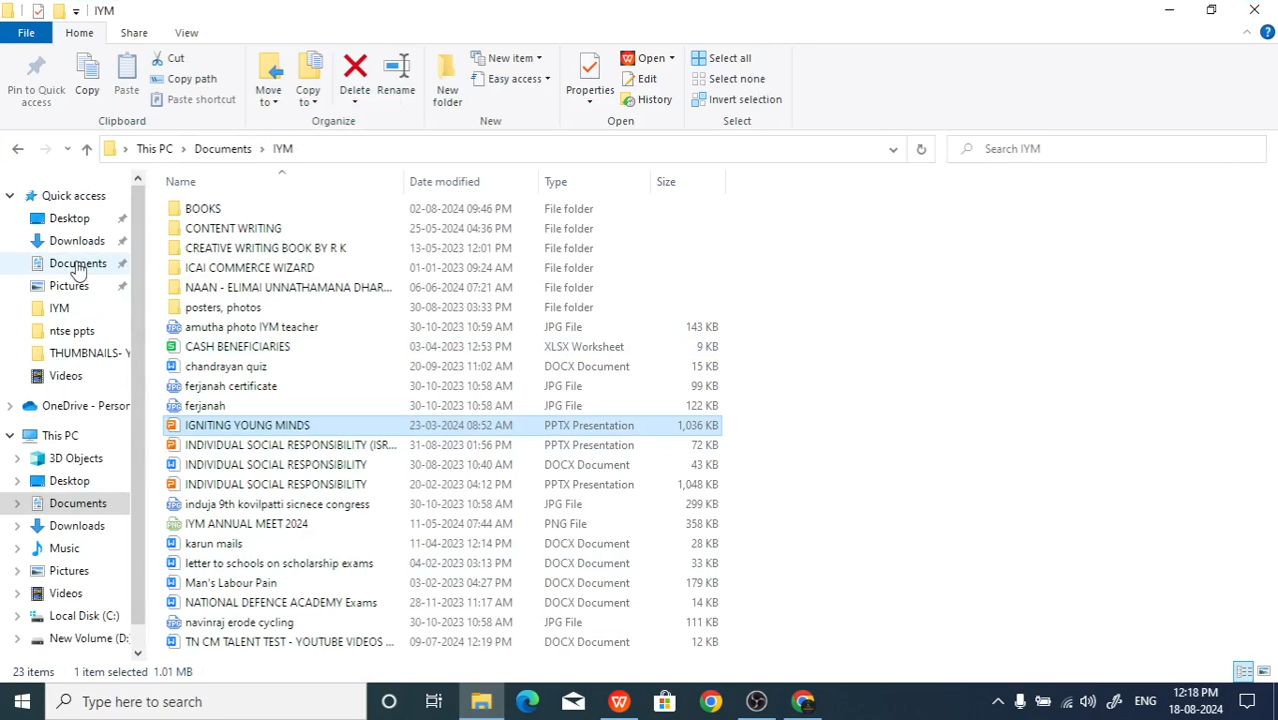 IYM
File Home Share View
Pin to Quick access
Copy
Paste
Cut
Copy path
Paste shortcut
Move to
Copy to
Delete
Rename
New folder
New item
Easy access
Properties
Open
Edit
History
Select all
Select none
Invert selection
Clipboard Organize New Open Select
This PC Documents IYM
Search IYM
Quick access
Desktop
Downloads
Documents
Pictures
IYM
ntse ppts
THUMBNAILS- Y
Videos
OneDrive - Person
This PC
3D Objects
Desktop
Documents
Downloads
Music
Pictures
Videos
Local Disk (C:)
New Volume (D:)
Name Date modified Type Size
BOOKS 02-08-2024 09:46 PM File folder
CONTENT WRITING 25-05-2024 04:36 PM File folder
CREATIVE WRITING BOOK BY R K 13-05-2023 12:01 PM File folder
ICAI COMMERCE WIZARD 01-01-2023 09:24 AM File folder
NAAN - ELIMAI UNNATHAMANA DHAR... 06-06-2024 07:21 AM File folder
posters, photos 30-08-2023 03:33 PM File folder
amutha photo IYM teacher 30-10-2023 10:59 AM JPG File 143 KB
CASH BENEFICIARIES 03-04-2023 12:53 PM XLSX Worksheet 9 KB
chandrayan quiz 20-09-2023 11:02 AM DOCX Document 15 KB
ferjanah certificate 30-10-2023 10:58 AM JPG File 99 KB
ferjanah 30-10-2023 10:58 AM JPG File 122 KB
IGNITING YOUNG MINDS 23-03-2024 08:52 AM PPTX Presentation 1,036 KB
INDIVIDUAL SOCIAL RESPONSIBILITY (ISR... 31-08-2023 01:56 PM PPTX Presentation 72 KB
INDIVIDUAL SOCIAL RESPONSIBILITY 30-08-2023 10:40 AM DOCX Document 43 KB
INDIVIDUAL SOCIAL RESPONSIBILITY 20-02-2023 04:12 PM PPTX Presentation 1,048 KB
induja 9th kovilpatti sicnece congress 30-10-2023 10:58 AM JPG File 299 KB
IYM ANNUAL MEET 2024 11-05-2024 07:44 AM PNG File 358 KB
karun mails 11-04-2023 12:14 PM DOCX Document 28 KB
letter to schools on scholarship exams 04-02-2023 03:13 PM DOCX Document 33 KB
Man's Labour Pain 03-02-2023 04:27 PM DOCX Document 179 KB
NATIONAL DEFENCE ACADEMY Exams 28-11-2023 11:17 AM DOCX Document 14 KB
navinraj erode cycling 30-10-2023 10:58 AM JPG File 111 KB
TN CM TALENT TEST - YOUTUBE VIDEOS ... 09-07-2024 12:19 PM DOCX Document 12 KB
23 items 1 item selected 1.01 MB
Type here to search
ENG
12:18 PM
18-08-2024